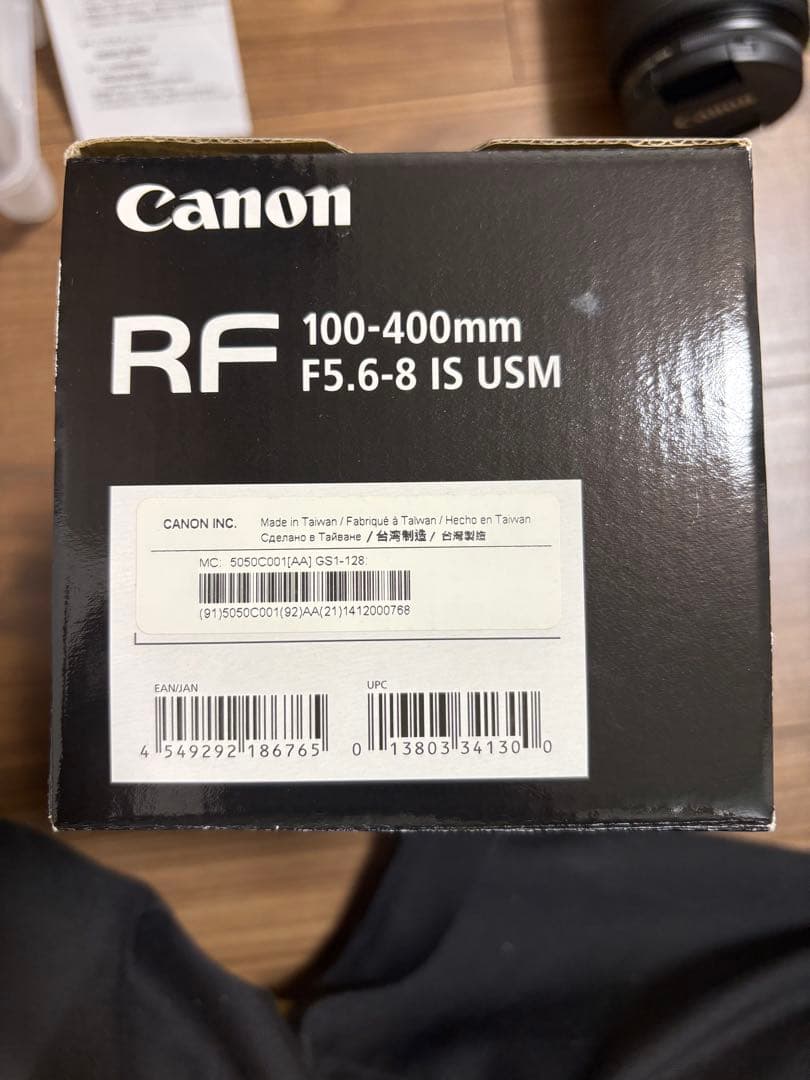 Canon
Canon
RF 100-400mm
F5.6-8 IS USM
CANON INC. Made in Taiwan / Fabriqué à Taïwan / Hecho en Taiwan
Сделано в Тайване / 台湾制造 / 台灣製造
MC: 5050C001[AA] GS1-128:
(91)5050C001(92)AA(21)1412000768
EAN/JAN
4 549292 186765
UPC
0 13803 34130 0